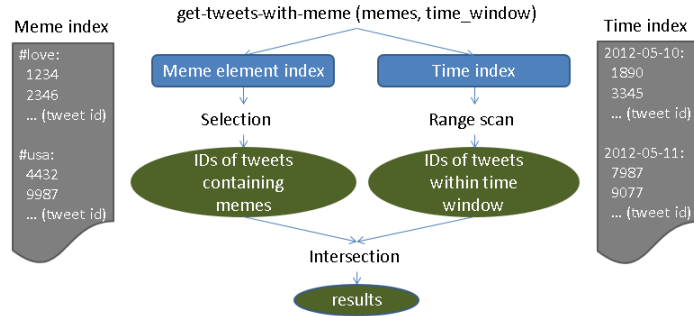 get-tweets-with-meme (memes, time_window)
Meme index
#love:
1234
2346
... (tweet id)
#usa:
4432
9987
... (tweet id)
Meme element index
Selection
IDs of tweets
containing
memes
Time index
Range scan
IDs of tweets
within time
window
Intersection
results
Time index
2012-05-10:
1890
3345
... (tweet id)
2012-05-11:
7987
9077
... (tweet id)